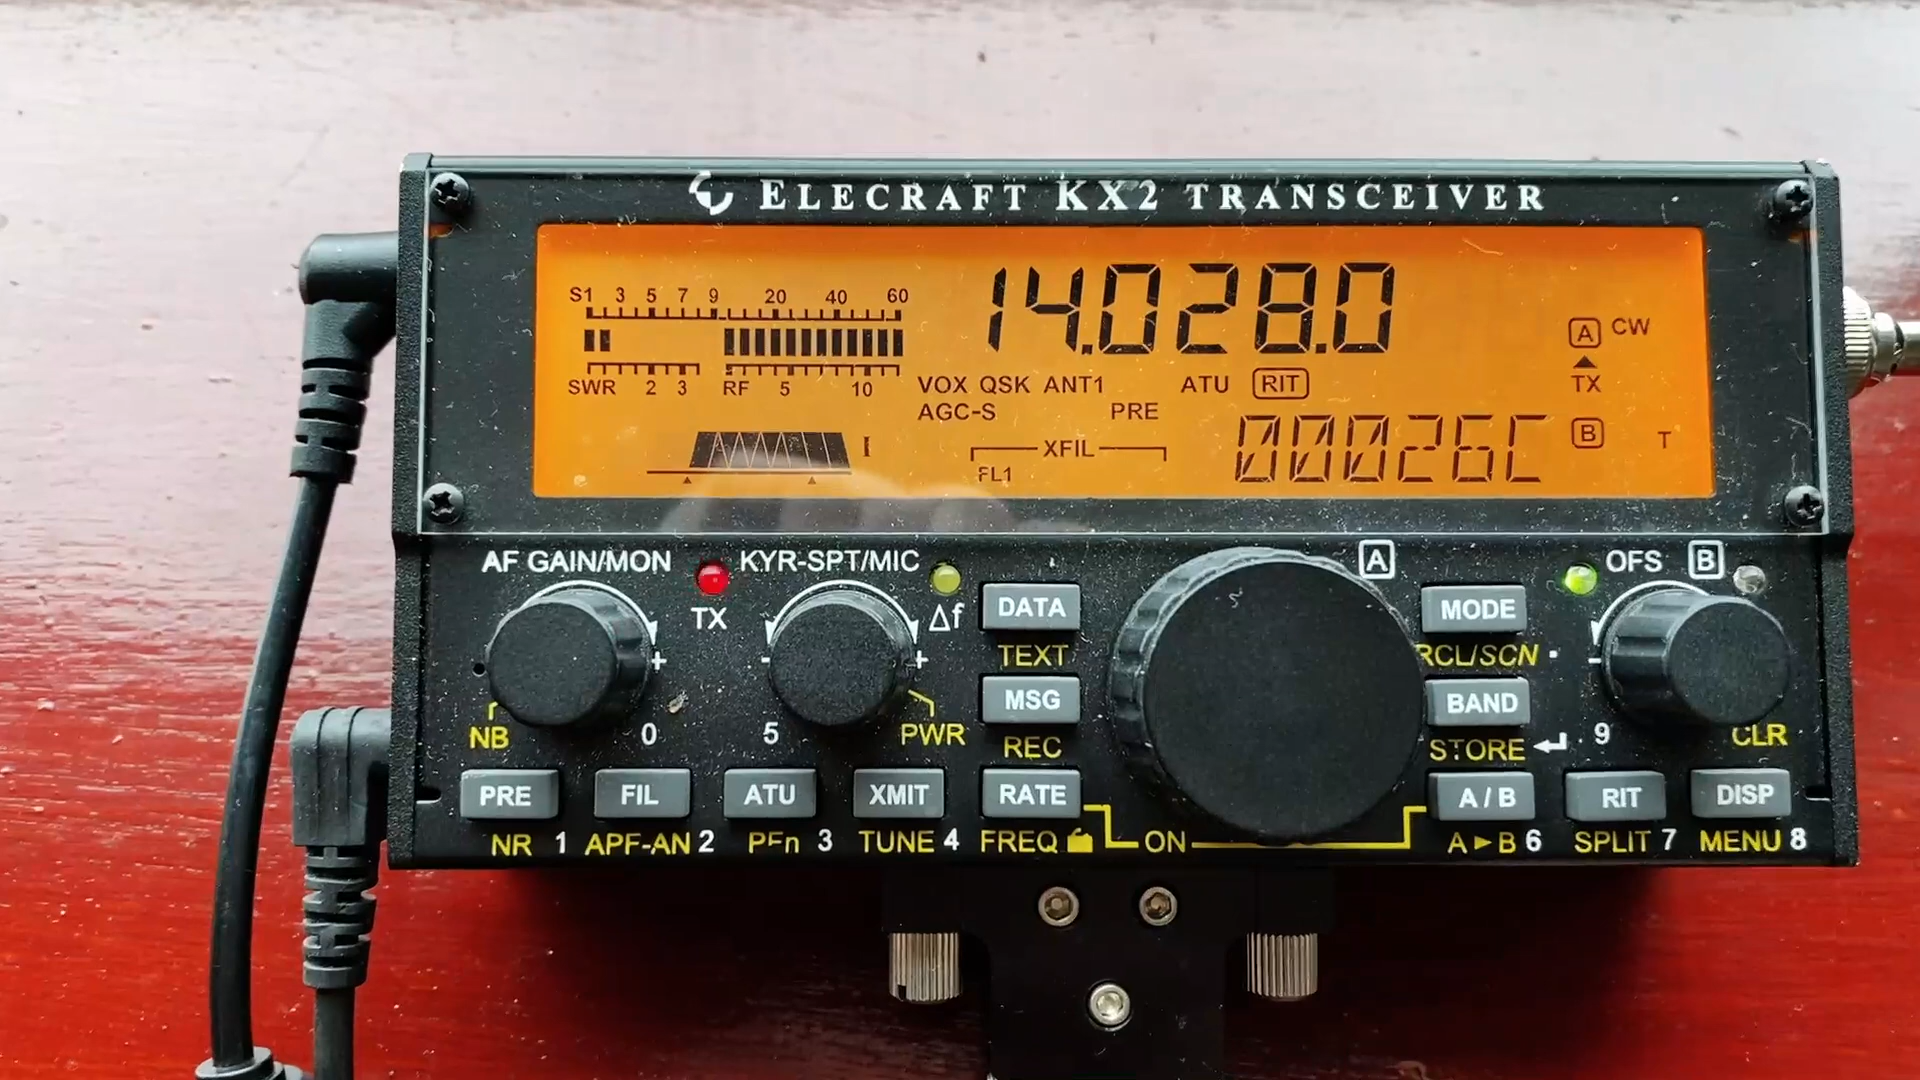 ELECRAFT KX2 TRANSCEIVER
S1 3 5 7 9 20 40 60
14.028.0
A CW
SWR 2 3 RF 5 10
VOX QSK ANT1 ATU RIT TX
AGC-S PRE
00026C B T
XFIL
FL1
I
AF GAIN/MON KYR-SPT/MIC A OFS B
TX Δf DATA MODE
- + - + TEXT RCL/SCN -
MSG BAND
NB 0 5 PWR REC STORE 9 CLR
PRE FIL ATU XMIT RATE A/B RIT DISP
NR 1 APF-AN 2 PFn 3 TUNE 4 FREQ ON A►B 6 SPLIT 7 MENU 8